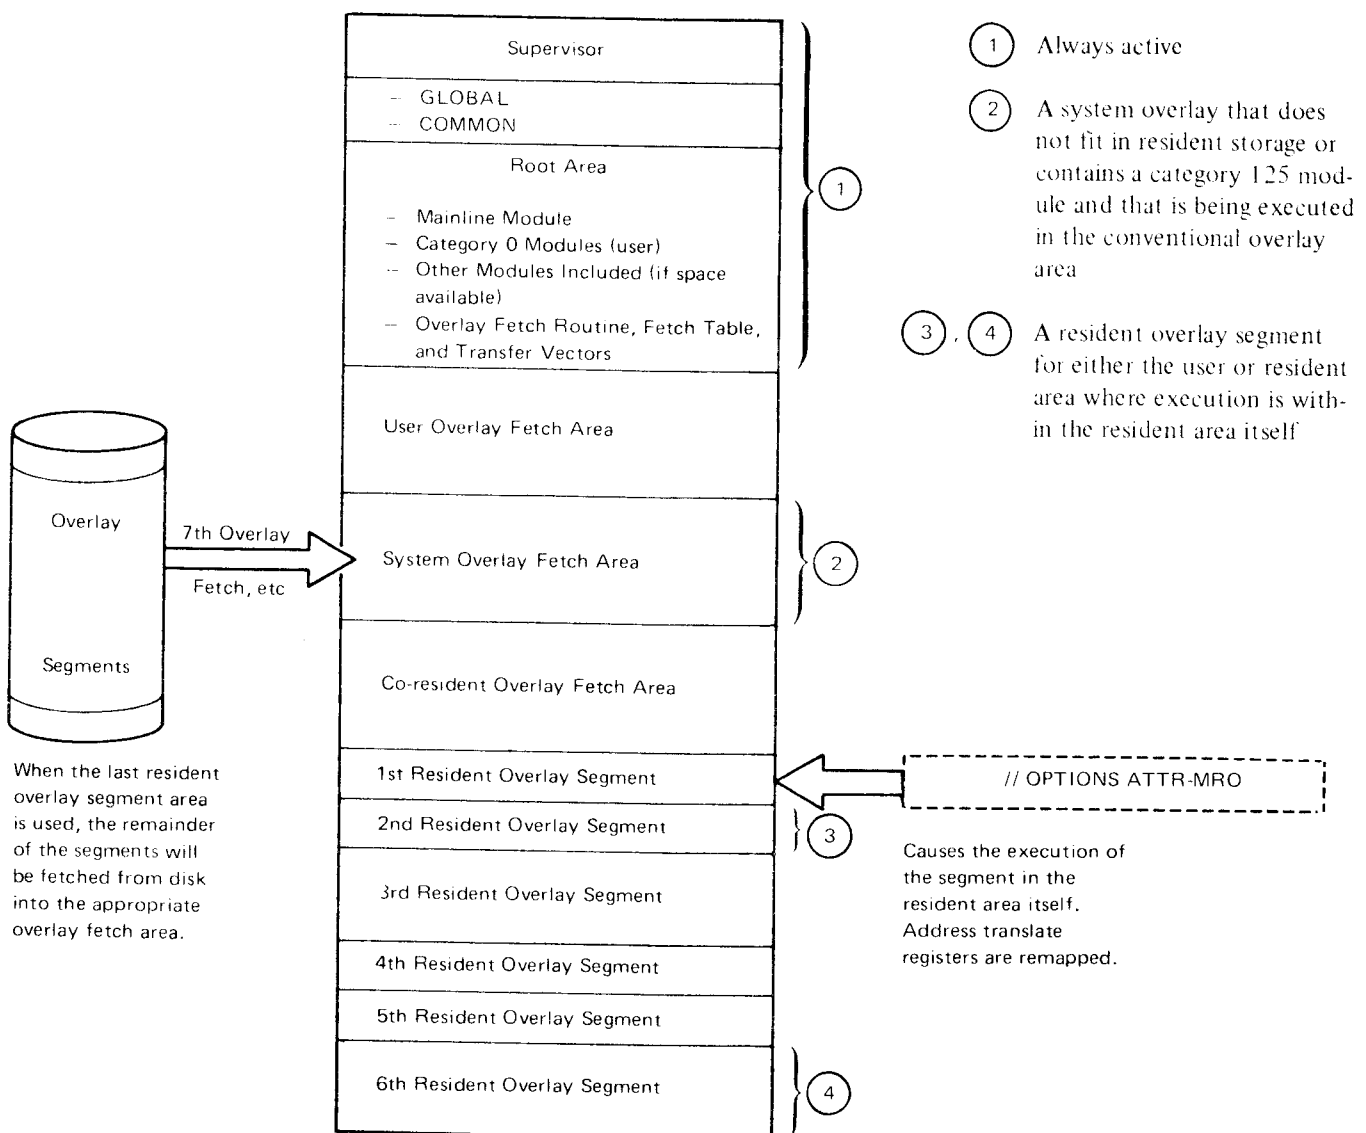 Supervisor
– GLOBAL
– COMMON
Root Area
– Mainline Module
– Category 0 Modules (user)
– Other Modules Included (if space
available)
– Overlay Fetch Routine, Fetch Table,
and Transfer Vectors
User Overlay Fetch Area
System Overlay Fetch Area
Co-resident Overlay Fetch Area
1st Resident Overlay Segment
2nd Resident Overlay Segment
3rd Resident Overlay Segment
4th Resident Overlay Segment
5th Resident Overlay Segment
6th Resident Overlay Segment
1
2
3
4
1 Always active
2 A system overlay that does
not fit in resident storage or
contains a category 125 mod-
ule and that is being executed
in the conventional overlay
area
3 , 4 A resident overlay segment
for either the user or resident
area where execution is with-
in the resident area itself
Overlay
Segments
7th Overlay
Fetch, etc
When the last resident
overlay segment area
is used, the remainder
of the segments will
be fetched from disk
into the appropriate
overlay fetch area.
// OPTIONS ATTR-MRO
Causes the execution of
the segment in the
resident area itself.
Address translate
registers are remapped.